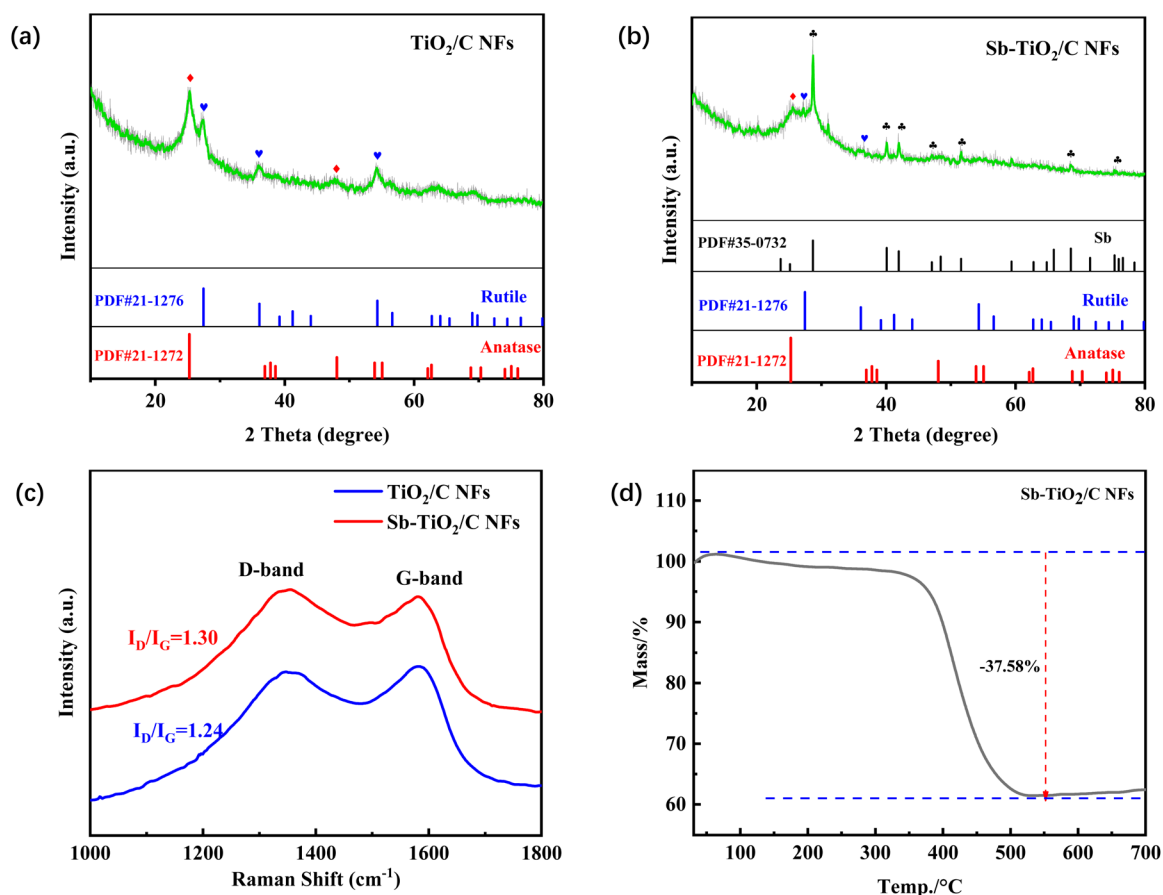 (a)
TiO2/C NFs
Intensity (a.u.)
PDF#21-1276
Rutile
PDF#21-1272
Anatase
20
40
60
80
2 Theta (degree)
(b)
Sb-TiO2/C NFs
Intensity (a.u.)
PDF#35-0732
Sb
PDF#21-1276
Rutile
PDF#21-1272
Anatase
20
40
60
80
2 Theta (degree)
(c)
TiO2/C NFs
Sb-TiO2/C NFs
D-band
G-band
ID/IG=1.30
ID/IG=1.24
Intensity (a.u.)
1000
1200
1400
1600
1800
Raman Shift (cm-1)
(d)
Sb-TiO2/C NFs
110
100
90
80
70
60
Mass/%
-37.58%
100
200
300
400
500
600
700
Temp./°C